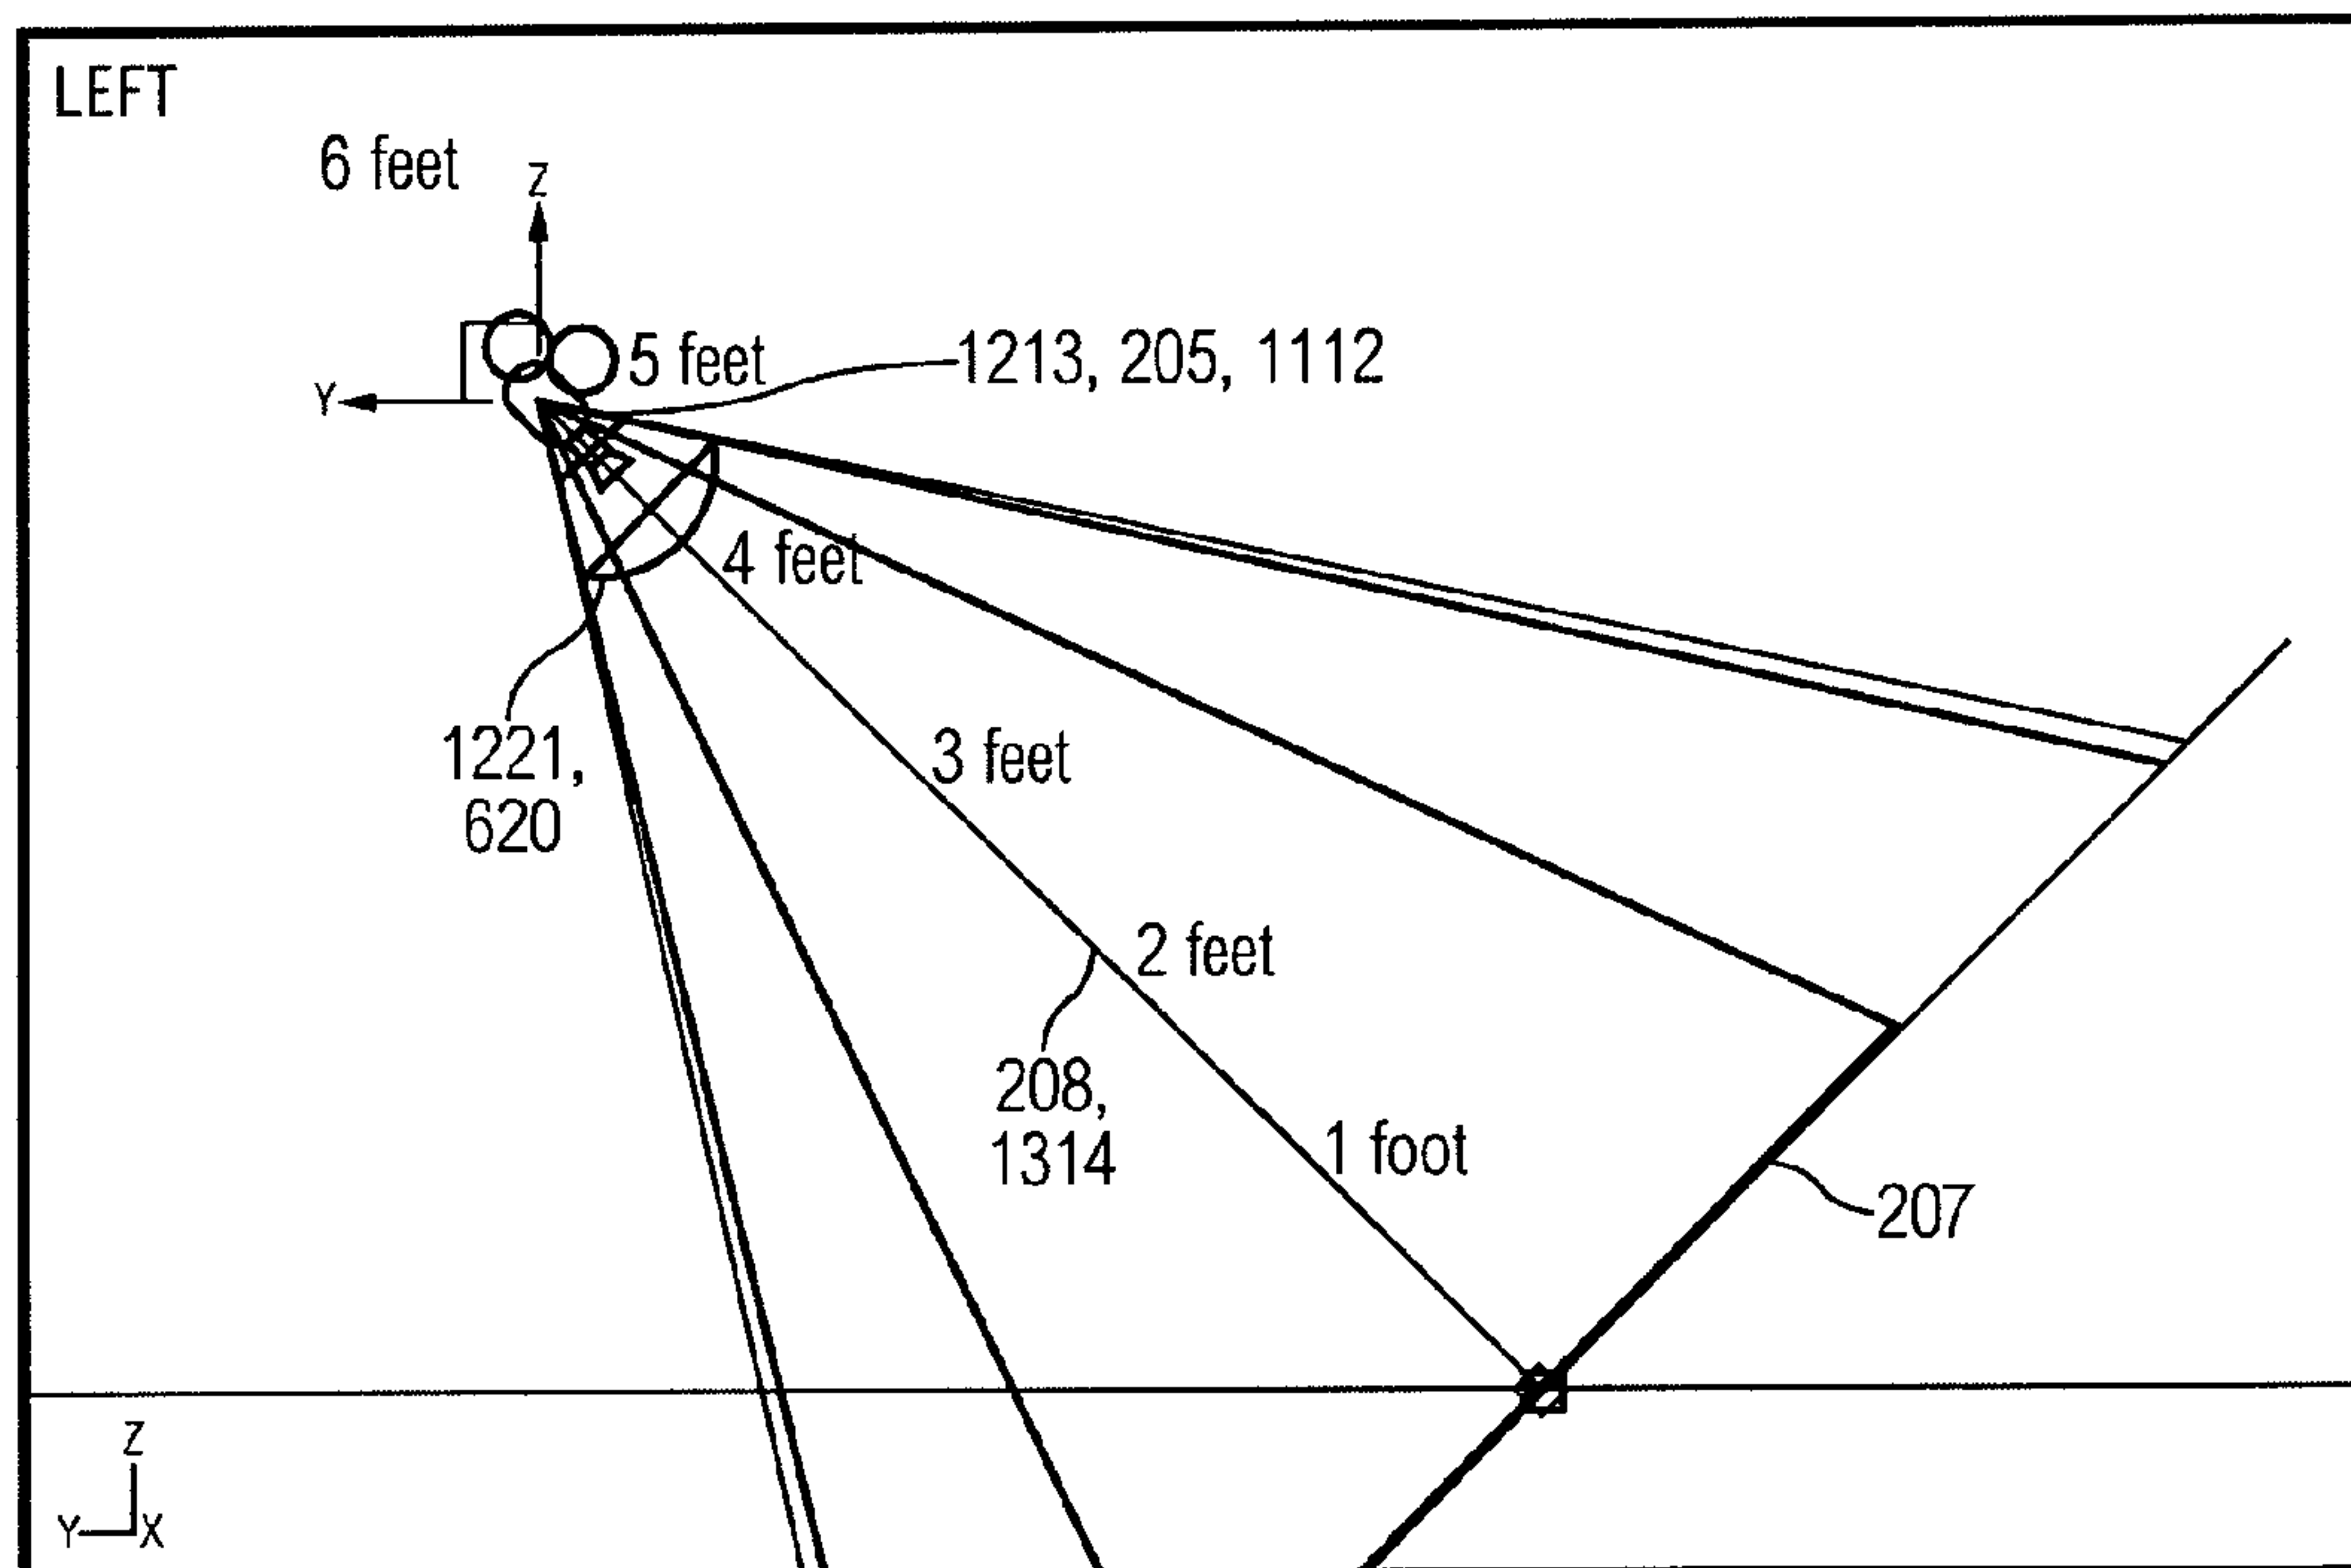 LEFT
6 feet
Z
5 feet
1213, 205, 1112
Y
4 feet
1221,
620
3 feet
2 feet
208,
1314
1 foot
207
Z
Y X